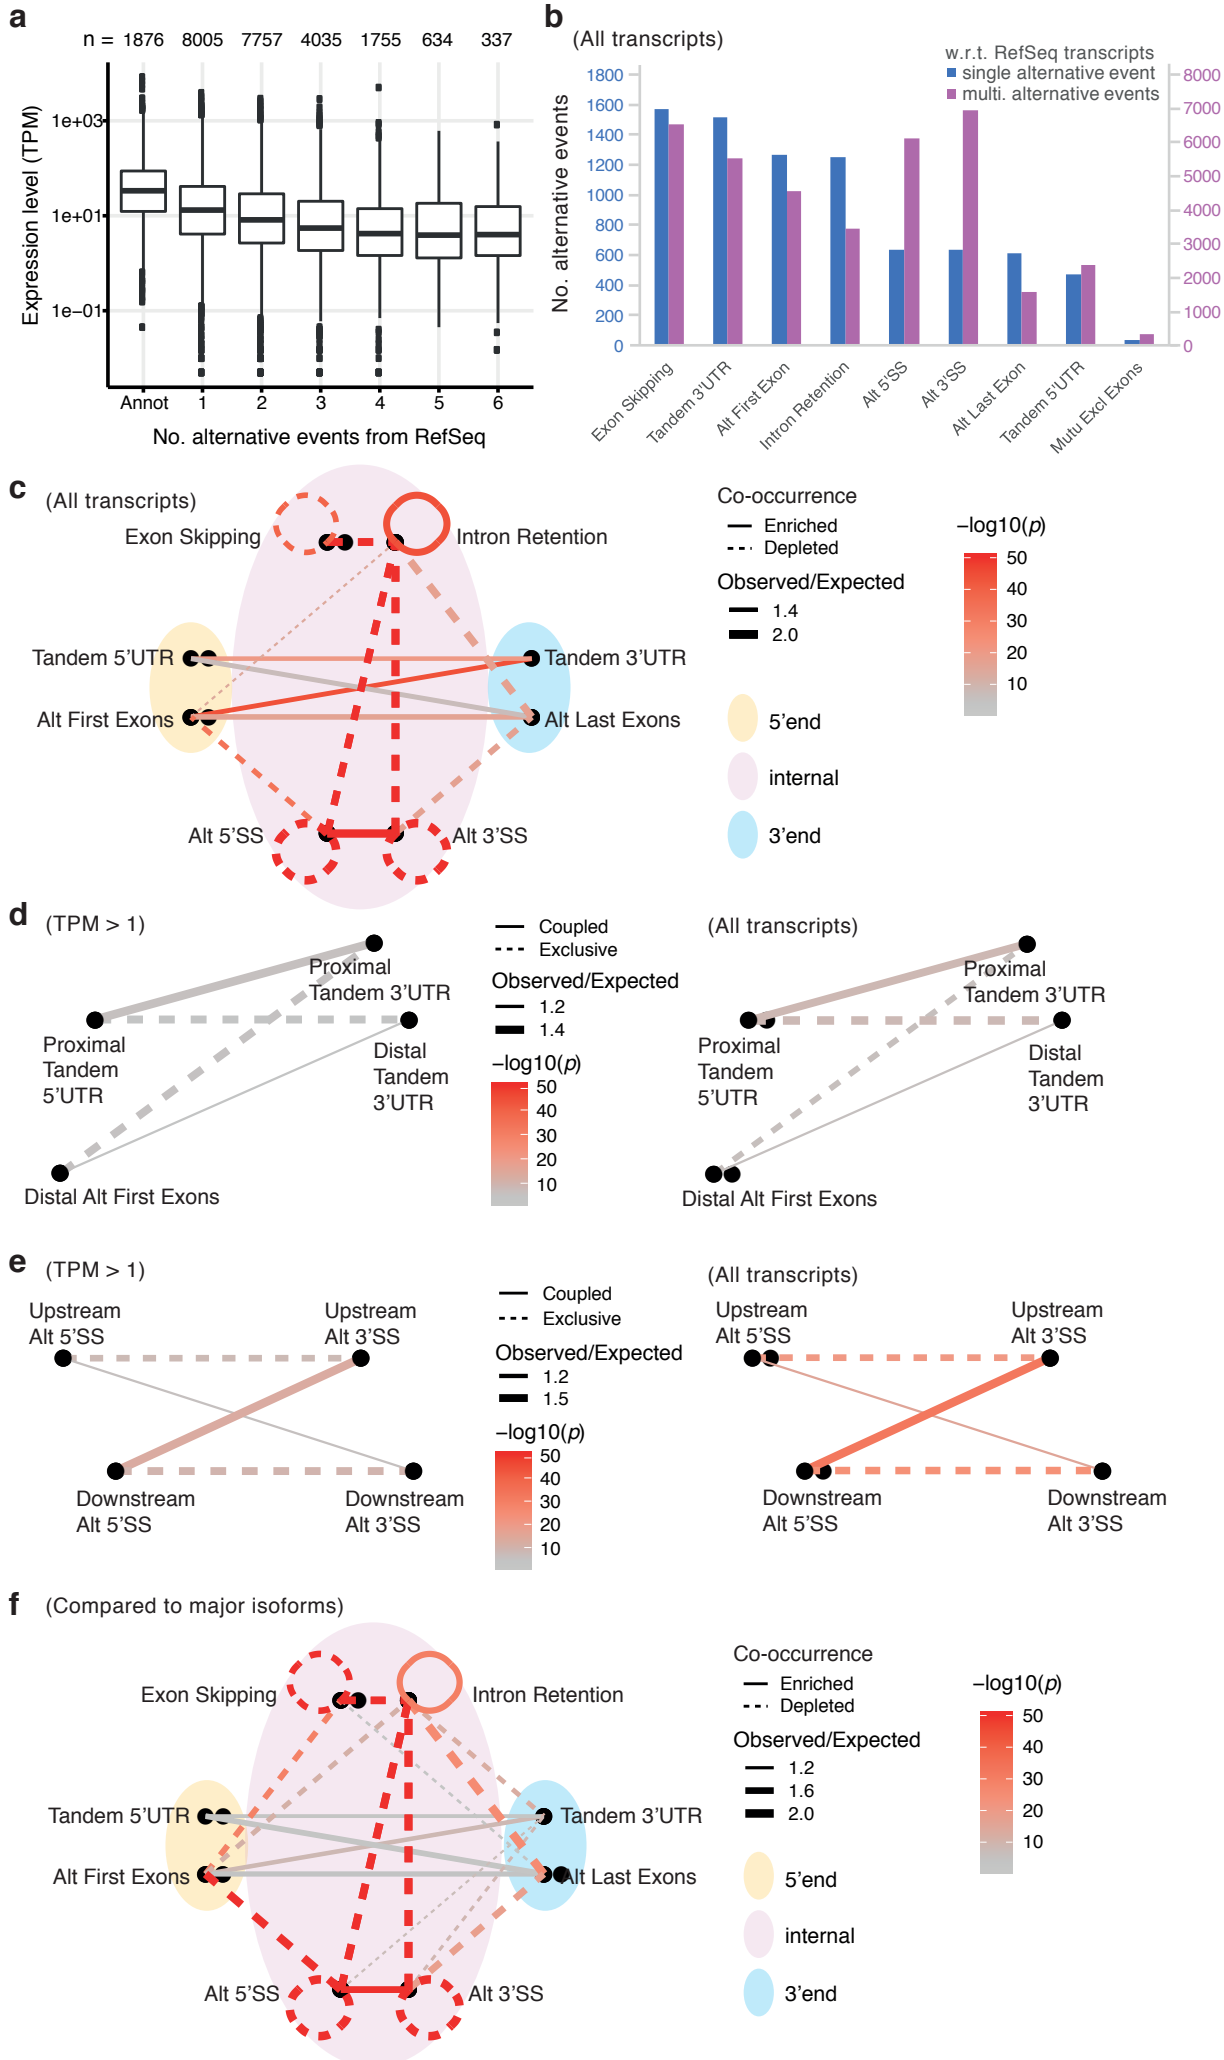 a
n = 1876 8005 7757 4035 1755 634 337
Expression level (TPM)
1e+03
1e+01
1e−01
Annot 1 2 3 4 5 6
No. alternative events from RefSeq
b
(All transcripts)
w.r.t. RefSeq transcripts
single alternative event
multi. alternative events
No. alternative events
1800
1600
1400
1200
1000
800
600
400
200
0
8000
7000
6000
5000
4000
3000
2000
1000
0
Exon Skipping
Tandem 3'UTR
Alt First Exon
Intron Retention
Alt 5'SS
Alt 3'SS
Alt Last Exon
Tandem 5'UTR
Mutu Excl Exons
c
(All transcripts)
Exon Skipping
Intron Retention
Tandem 5'UTR
Tandem 3'UTR
Alt First Exons
Alt Last Exons
Alt 5'SS
Alt 3'SS
Co-occurrence
Enriched
Depleted
Observed/Expected
1.4
2.0
−log10(p)
50
40
30
20
10
5'end
internal
3'end
d
(TPM > 1)
Proximal
Tandem 3'UTR
Proximal
Tandem
5'UTR
Distal
Tandem
3'UTR
Distal Alt First Exons
Coupled
Exclusive
Observed/Expected
1.2
1.4
−log10(p)
50
40
30
20
10
(All transcripts)
Proximal
Tandem 3'UTR
Proximal
Tandem
5'UTR
Distal
Tandem
3'UTR
Distal Alt First Exons
e
(TPM > 1)
Upstream
Alt 5'SS
Upstream
Alt 3'SS
Downstream
Alt 5'SS
Downstream
Alt 3'SS
Coupled
Exclusive
Observed/Expected
1.2
1.5
−log10(p)
50
40
30
20
10
(All transcripts)
Upstream
Alt 5'SS
Upstream
Alt 3'SS
Downstream
Alt 5'SS
Downstream
Alt 3'SS
f
(Compared to major isoforms)
Exon Skipping
Intron Retention
Tandem 5'UTR
Tandem 3'UTR
Alt First Exons
Alt Last Exons
Alt 5'SS
Alt 3'SS
Co-occurrence
Enriched
Depleted
Observed/Expected
1.2
1.6
2.0
−log10(p)
50
40
30
20
10
5'end
internal
3'end